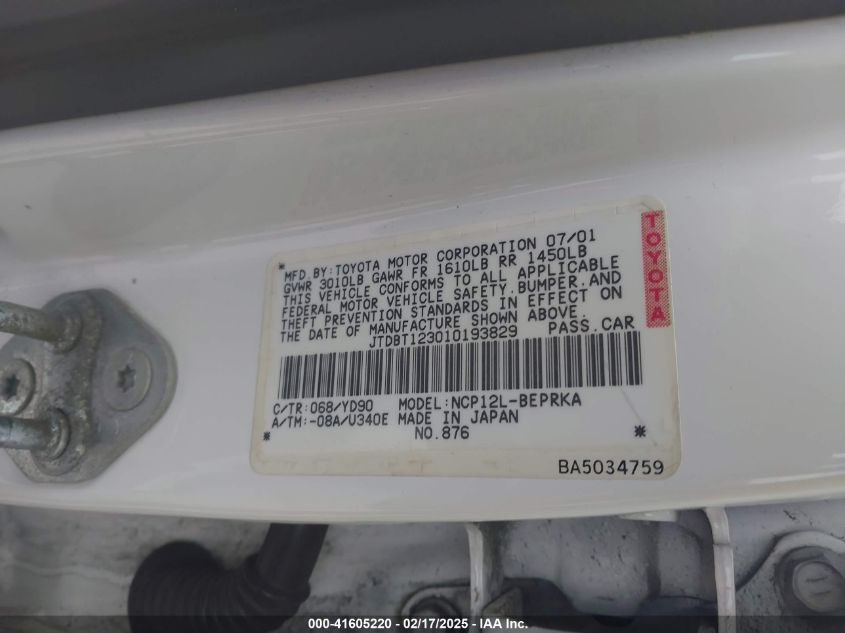 MFD.BY:TOYOTA MOTOR CORPORATION 07/01
GVWR 3010LB GAWR FR 1610LB RR 1450LB
THIS VEHICLE CONFORMS TO ALL APPLICABLE
FEDERAL MOTOR VEHICLE SAFETY,BUMPER,AND
THEFT PREVENTION STANDARDS IN EFFECT ON
THE DATE OF MANUFACTURE SHOWN ABOVE.
JTDBT123010193829 PASS.CAR
C/TR:068/YD90 MODEL:NCP12L-BEPRKA
A/TM:-08A/U340E MADE IN JAPAN
* NO.876 *
BA5034759
TOYOTA
000-41605220 - 02/17/2025 - IAA Inc.